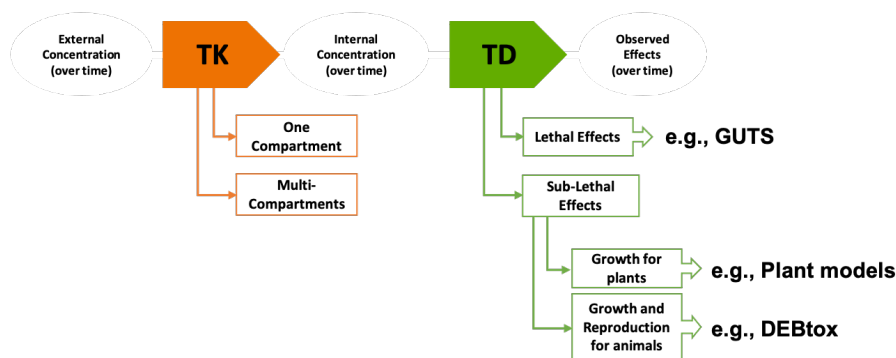 External
Concentration
(over time)
TK
Internal
Concentration
(over time)
TD
Observed
Effects
(over time)
One
Compartment
Multi-
Compartments
Lethal Effects
e.g., GUTS
Sub-Lethal
Effects
Growth for
plants
e.g., Plant models
Growth and
Reproduction
for animals
e.g., DEBtox